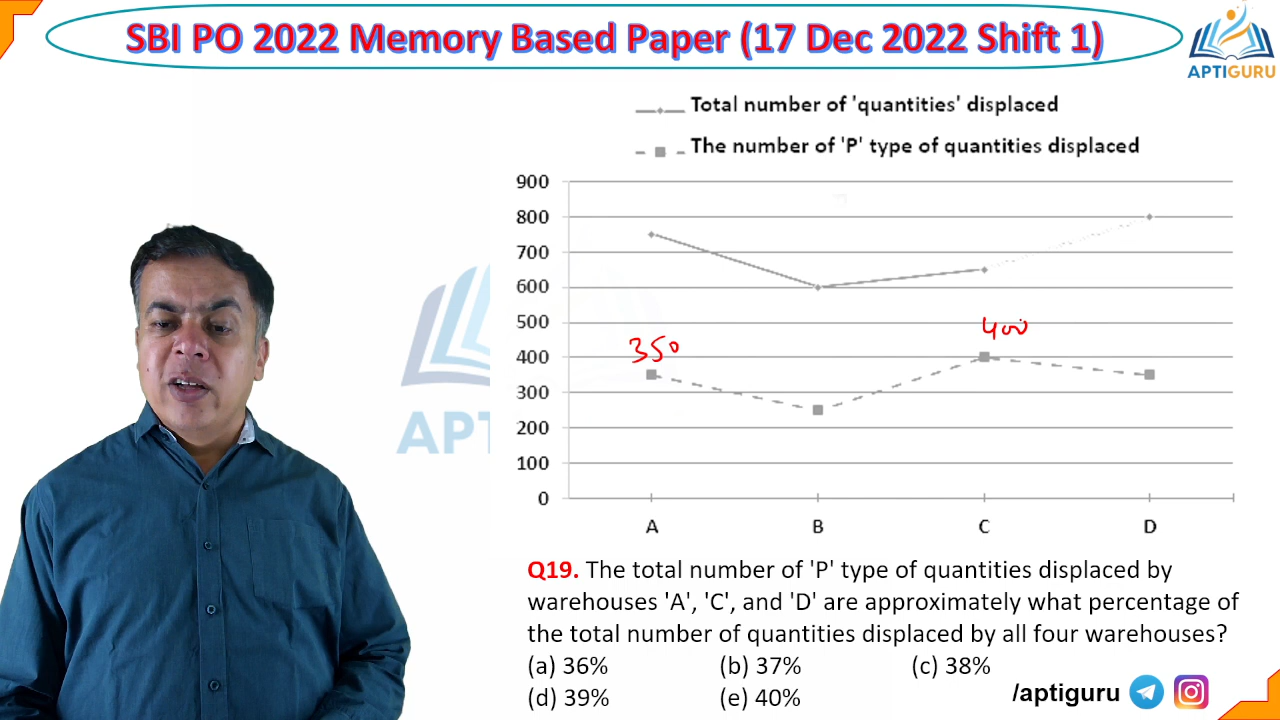 SBI PO 2022 Memory Based Paper (17 Dec 2022 Shift 1)
APTIGURU
Total number of 'quantities' displaced
The number of 'P' type of quantities displaced
900
800
700
600
500
400
300
200
100
0
350
400
A B C D
APT
Q19. The total number of 'P' type of quantities displaced by
warehouses 'A', 'C', and 'D' are approximately what percentage of
the total number of quantities displaced by all four warehouses?
(a) 36% (b) 37% (c) 38%
(d) 39% (e) 40%
/aptiguru